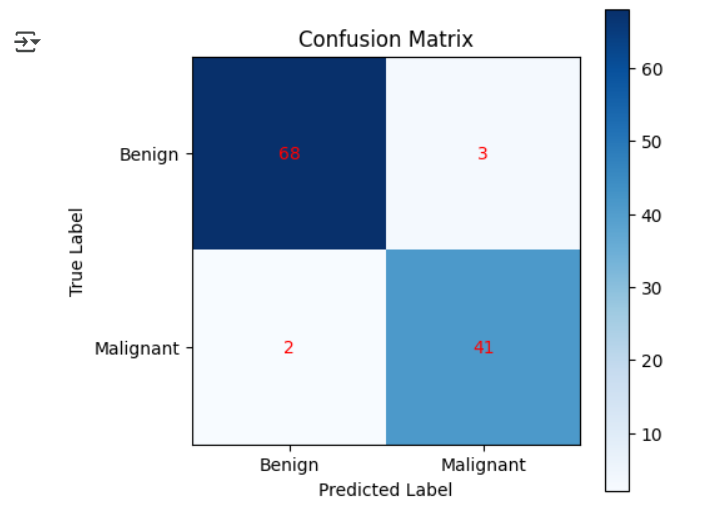 Confusion Matrix
True Label
Benign
68
3
Malignant
2
41
Benign
Malignant
Predicted Label
60
50
40
30
20
10